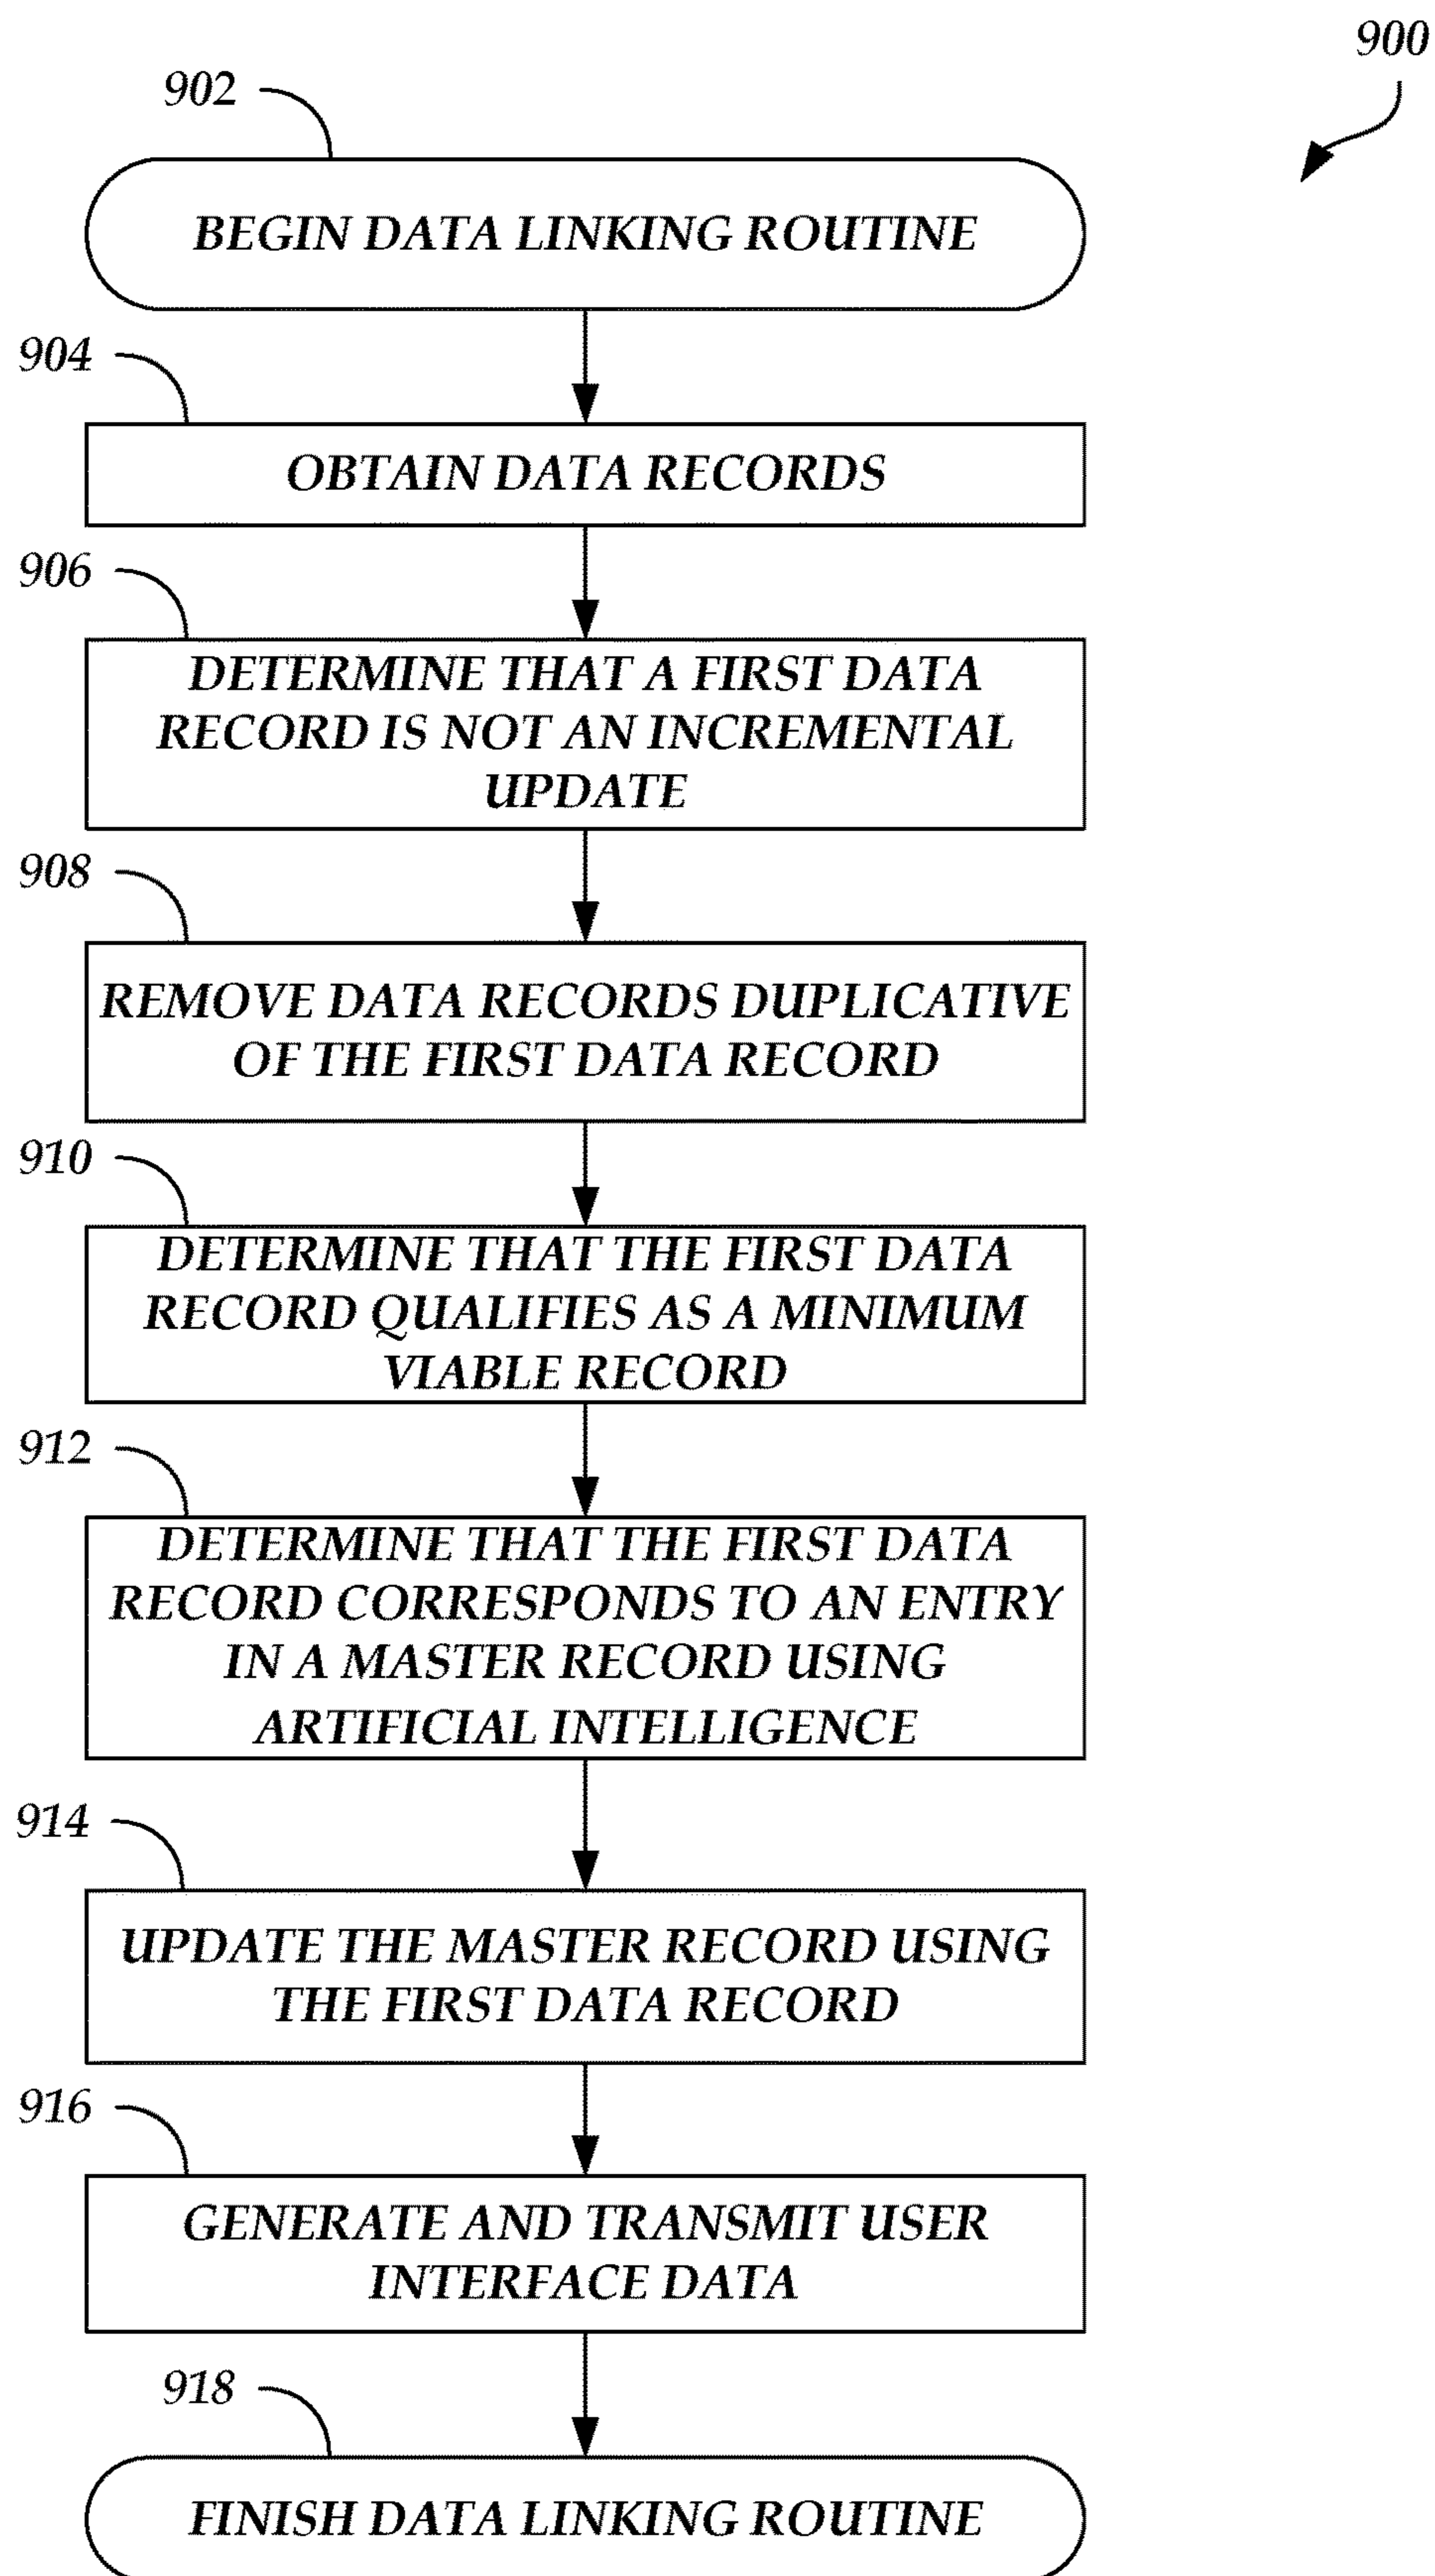 900
902
BEGIN DATA LINKING ROUTINE
904
OBTAIN DATA RECORDS
906
DETERMINE THAT A FIRST DATA
RECORD IS NOT AN INCREMENTAL
UPDATE
908
REMOVE DATA RECORDS DUPLICATIVE
OF THE FIRST DATA RECORD
910
DETERMINE THAT THE FIRST DATA
RECORD QUALIFIES AS A MINIMUM
VIABLE RECORD
912
DETERMINE THAT THE FIRST DATA
RECORD CORRESPONDS TO AN ENTRY
IN A MASTER RECORD USING
ARTIFICIAL INTELLIGENCE
914
UPDATE THE MASTER RECORD USING
THE FIRST DATA RECORD
916
GENERATE AND TRANSMIT USER
INTERFACE DATA
918
FINISH DATA LINKING ROUTINE